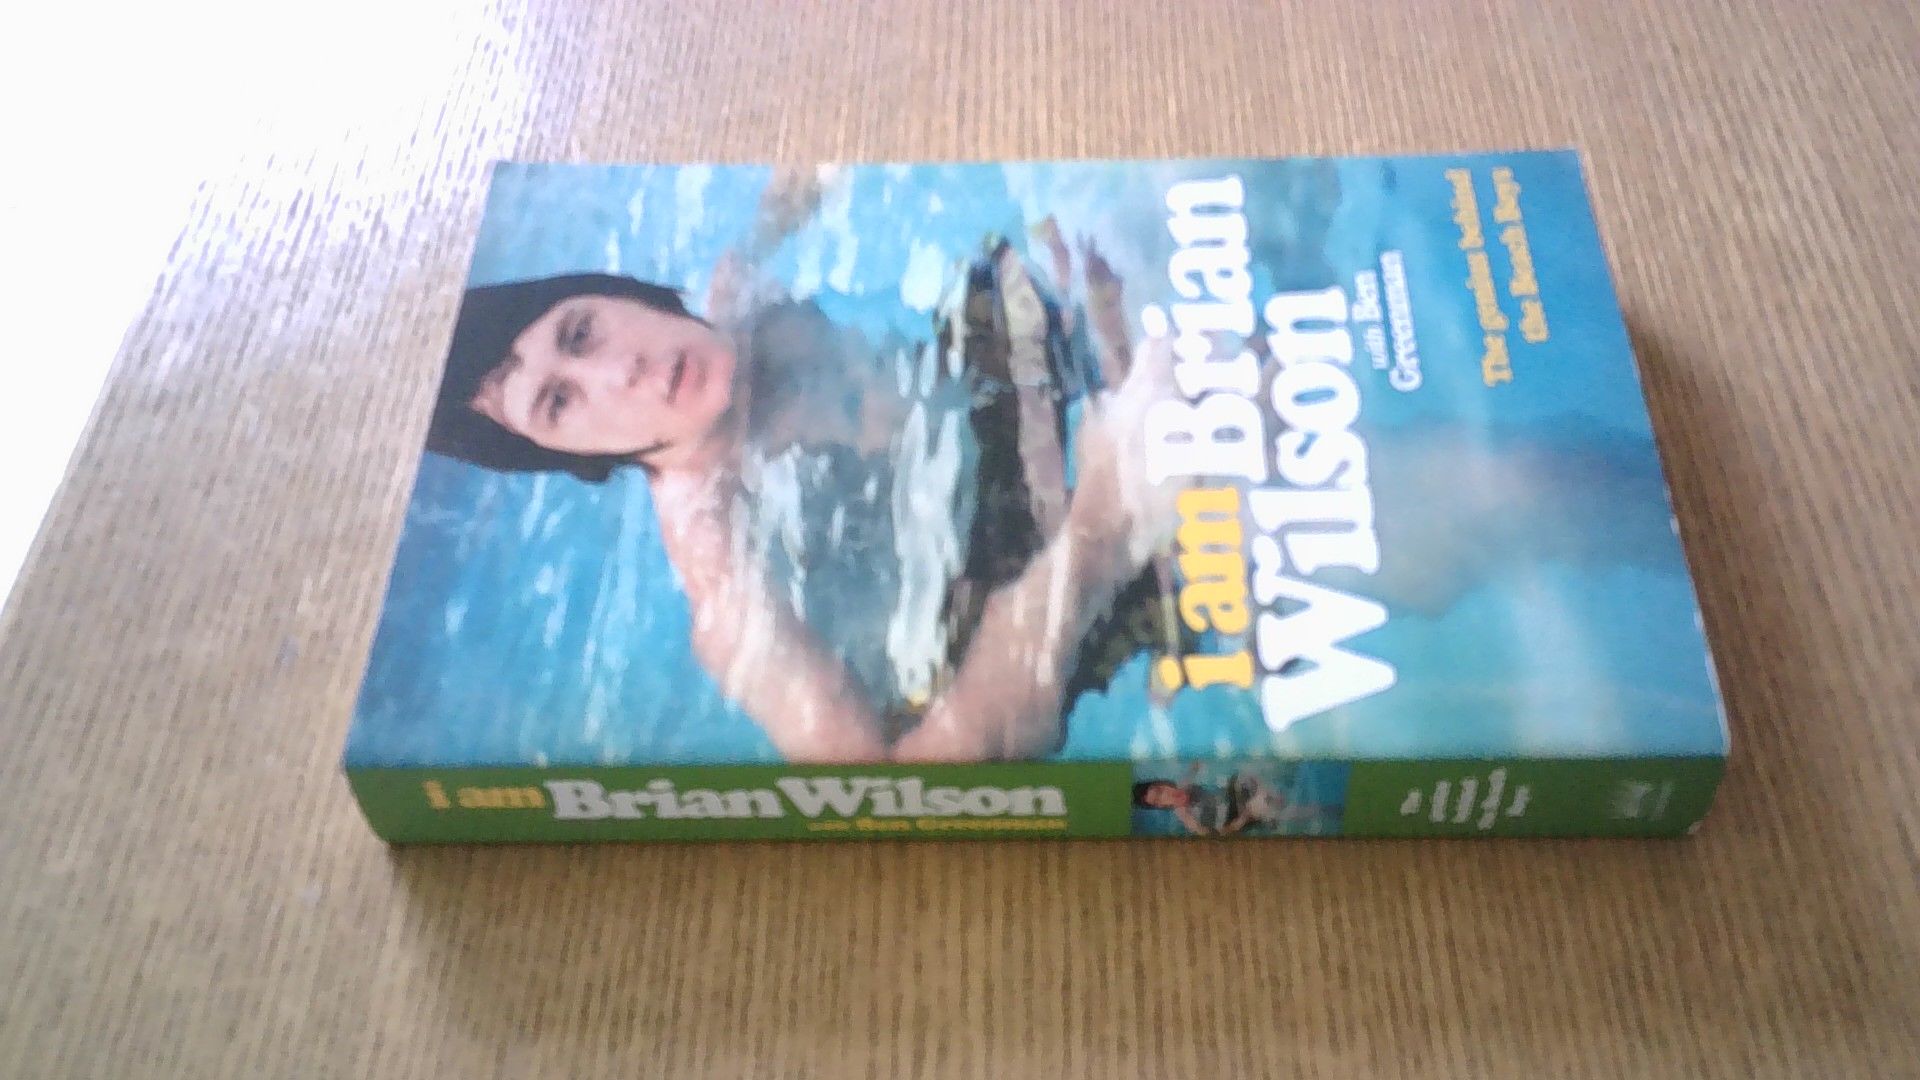 i am Brian
Wilson
with Ben
Greenman
The genius behind
the Beach Boys
i am Brian Wilson
with Ben Greenman